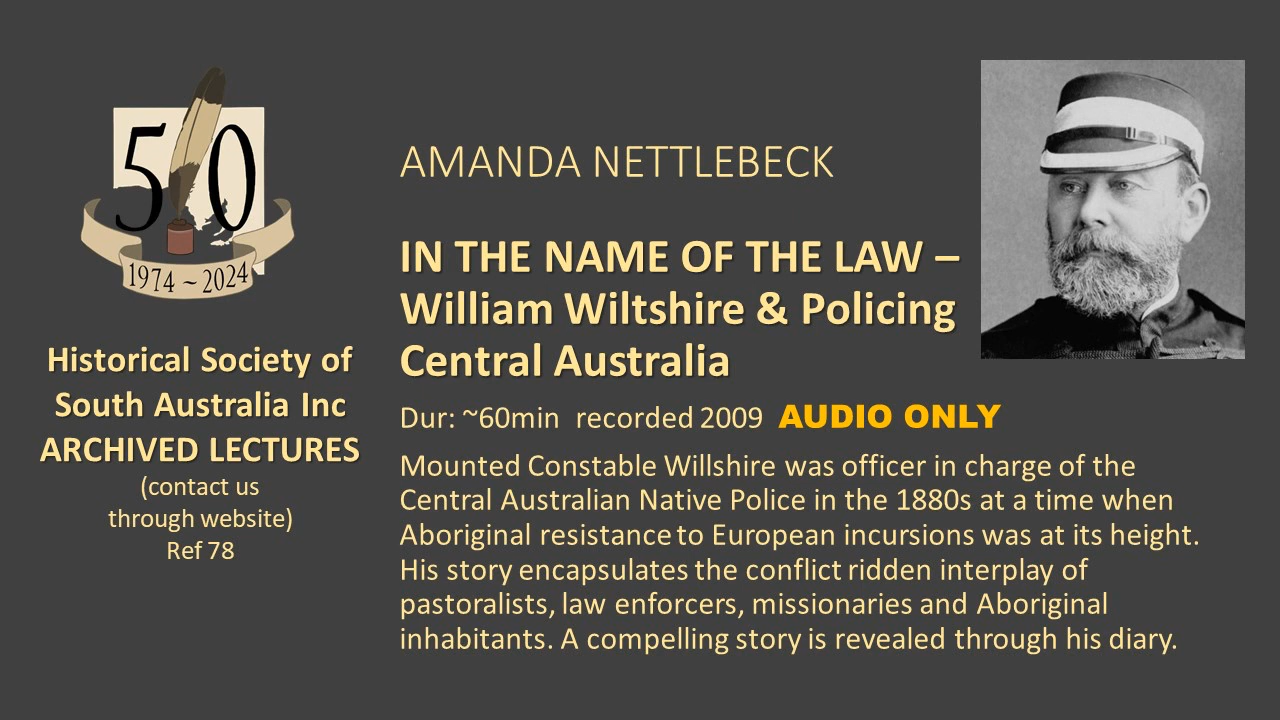 50
1974 ~ 2024
Historical Society of
South Australia Inc
ARCHIVED LECTURES
(contact us
through website)
Ref 78
AMANDA NETTLEBECK
IN THE NAME OF THE LAW –
William Wiltshire & Policing
Central Australia
Dur: ~60min recorded 2009 AUDIO ONLY
Mounted Constable Willshire was officer in charge of the
Central Australian Native Police in the 1880s at a time when
Aboriginal resistance to European incursions was at its height.
His story encapsulates the conflict ridden interplay of
pastoralists, law enforcers, missionaries and Aboriginal
inhabitants. A compelling story is revealed through his diary.